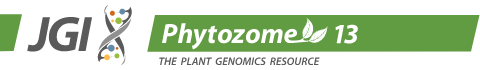 JGI Phytozome 13
THE PLANT GENOMICS RESOURCE